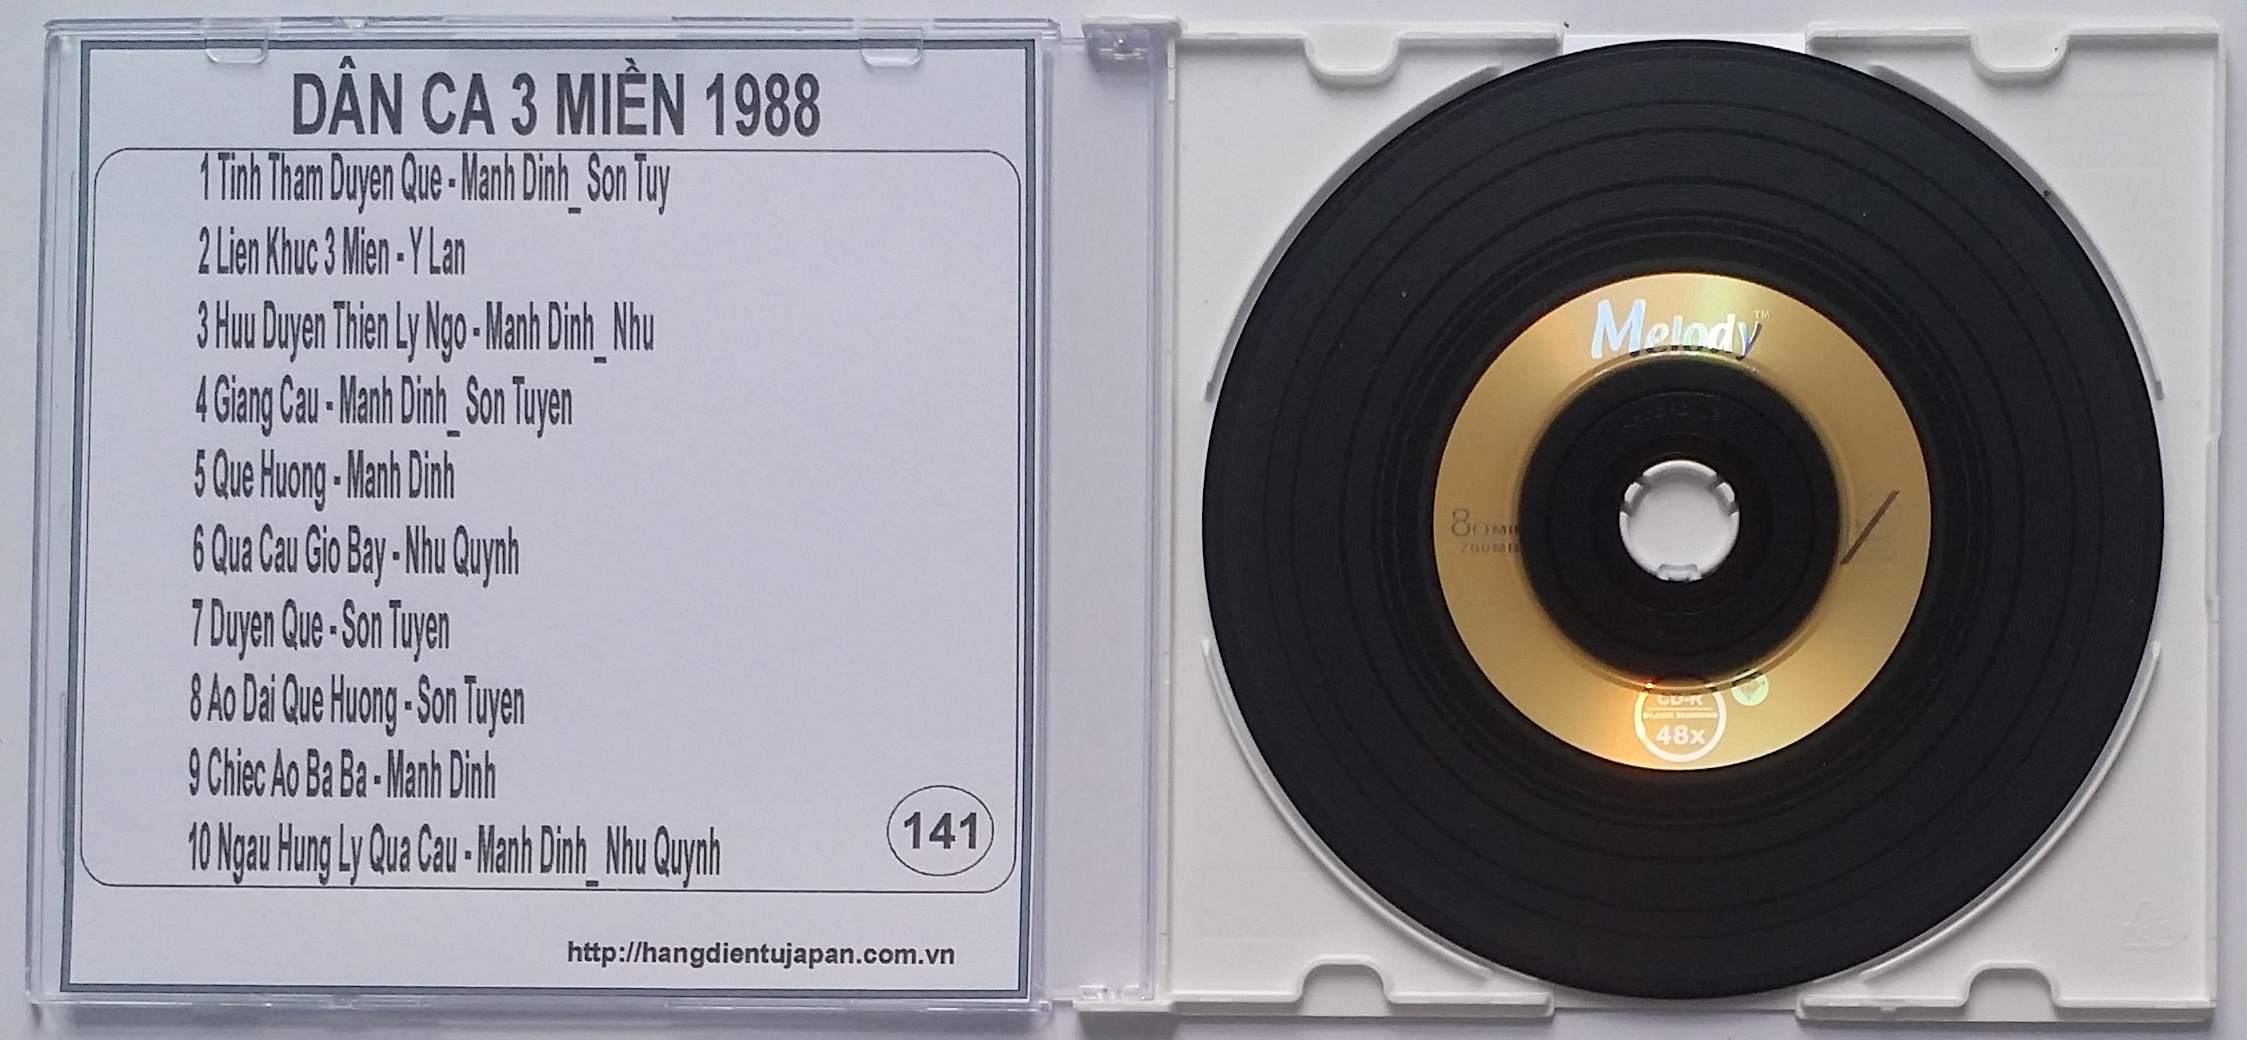 DÂN CA 3 MIỀN 1988
1 Tinh Tham Duyen Que - Manh Dinh_ Son Tuy
2 Lien Khuc 3 Mien - Y Lan
3 Huu Duyen Thien Ly Ngo - Manh Dinh_ Nhu
4 Giang Cau - Manh Dinh_ Son Tuyen
5 Que Huong - Manh Dinh
6 Qua Cau Gio Bay - Nhu Quynh
7 Duyen Que - Son Tuyen
8 Ao Dai Que Huong - Son Tuyen
9 Chiec Ao Ba Ba - Manh Dinh
10 Ngau Hung Ly Qua Cau - Manh Dinh_ Nhu Quynh
141
http://hangdientujapan.com.vn
Melody™
80 MIN
700MB
CD-R
48x